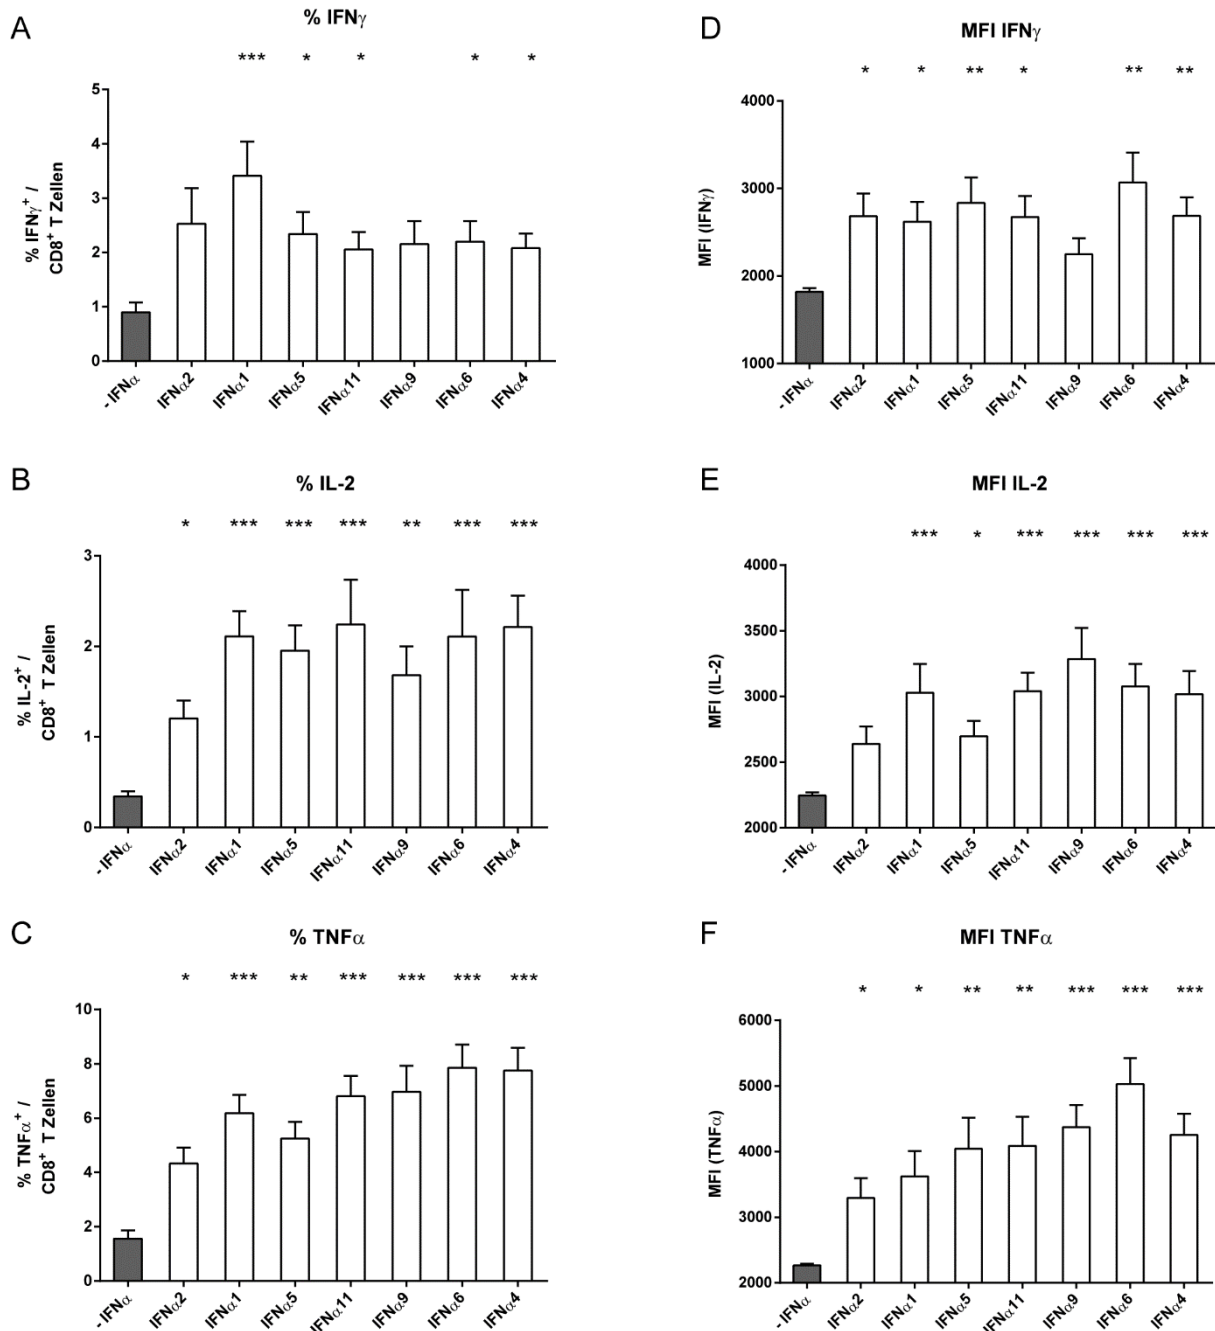 A
% IFNγ
*** * * * *
5
4
3
2
1
0
% IFNγ⁺ /
CD8⁺ T Zellen
- IFNα IFNα2 IFNα1 IFNα5 IFNα11 IFNα9 IFNα6 IFNα4
D
MFI IFNγ
* * ** * ** **
4000
3000
2000
1000
MFI (IFNγ)
- IFNα IFNα2 IFNα1 IFNα5 IFNα11 IFNα9 IFNα6 IFNα4
B
% IL-2
* *** *** *** ** *** ***
3
2
1
0
% IL-2⁺ /
CD8⁺ T Zellen
- IFNα IFNα2 IFNα1 IFNα5 IFNα11 IFNα9 IFNα6 IFNα4
E
MFI IL-2
*** * *** *** *** ***
4000
3500
3000
2500
2000
MFI (IL-2)
- IFNα IFNα2 IFNα1 IFNα5 IFNα11 IFNα9 IFNα6 IFNα4
C
% TNFα
* *** ** *** *** *** ***
10
8
6
4
2
0
% TNFα⁺ /
CD8⁺ T Zellen
- IFNα IFNα2 IFNα1 IFNα5 IFNα11 IFNα9 IFNα6 IFNα4
F
MFI TNFα
* * ** ** *** *** ***
6000
5000
4000
3000
2000
MFI (TNFα)
- IFNα IFNα2 IFNα1 IFNα5 IFNα11 IFNα9 IFNα6 IFNα4